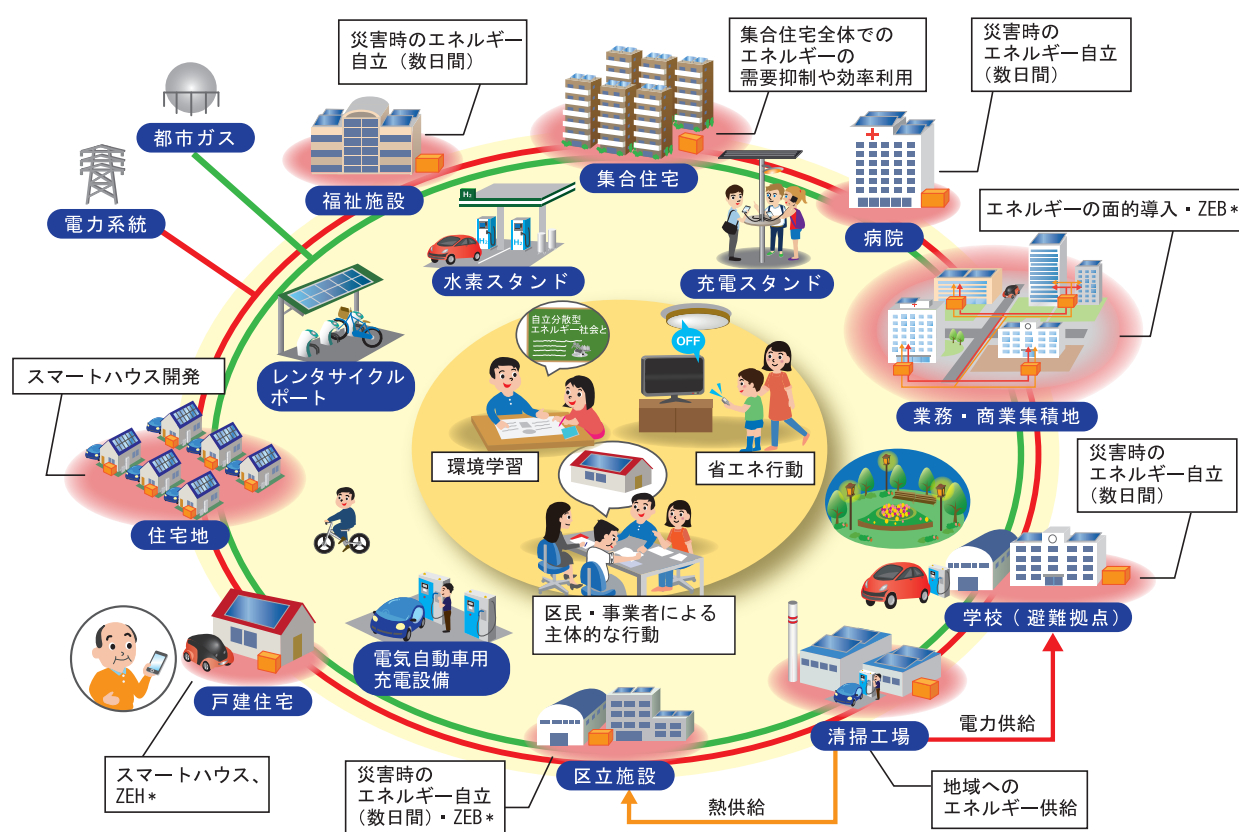 災害時のエネルギー
自立（数日間）
集合住宅全体での
エネルギーの
需要抑制や効率利用
災害時の
エネルギー自立
（数日間）
都市ガス
電力系統
福祉施設
集合住宅
病院
エネルギーの面的導入・ZEB*
H2
H2
H2
水素スタンド
充電スタンド
スマートハウス開発
レンタサイクル
ポート
自立分散型
エネルギー社会と
OFF
環境学習
省エネ行動
業務・商業集積地
災害時の
エネルギー自立
（数日間）
住宅地
区民・事業者による
主体的な行動
学校（避難拠点）
電気自動車用
充電設備
戸建住宅
清掃工場
電力供給
スマートハウス、
ZEH*
災害時の
エネルギー自立
（数日間）・ZEB*
区立施設
熱供給
地域への
エネルギー供給